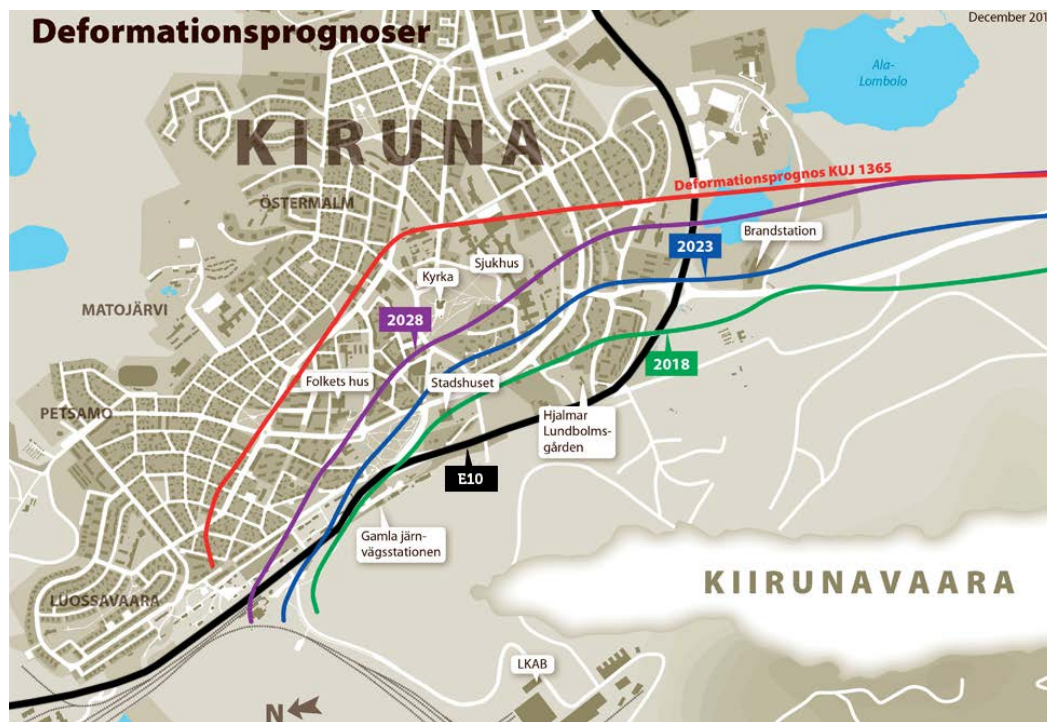 Deformationsprognoser
December 201
Ala-
Lombolo
KIRUNA
Deformationsprognos KUJ 1365
ÖSTERMALM
Brandstation
2023
Sjukhus
Kyrka
MATOJÄRVI
2028
2018
Folkets hus
Stadshuset
PETSAMO
Hjalmar
Lundbolms-
gården
E10
Gamla järn-
vägsstationen
KIIRUNAVAARA
LUOSSAVAARA
LKAB
N